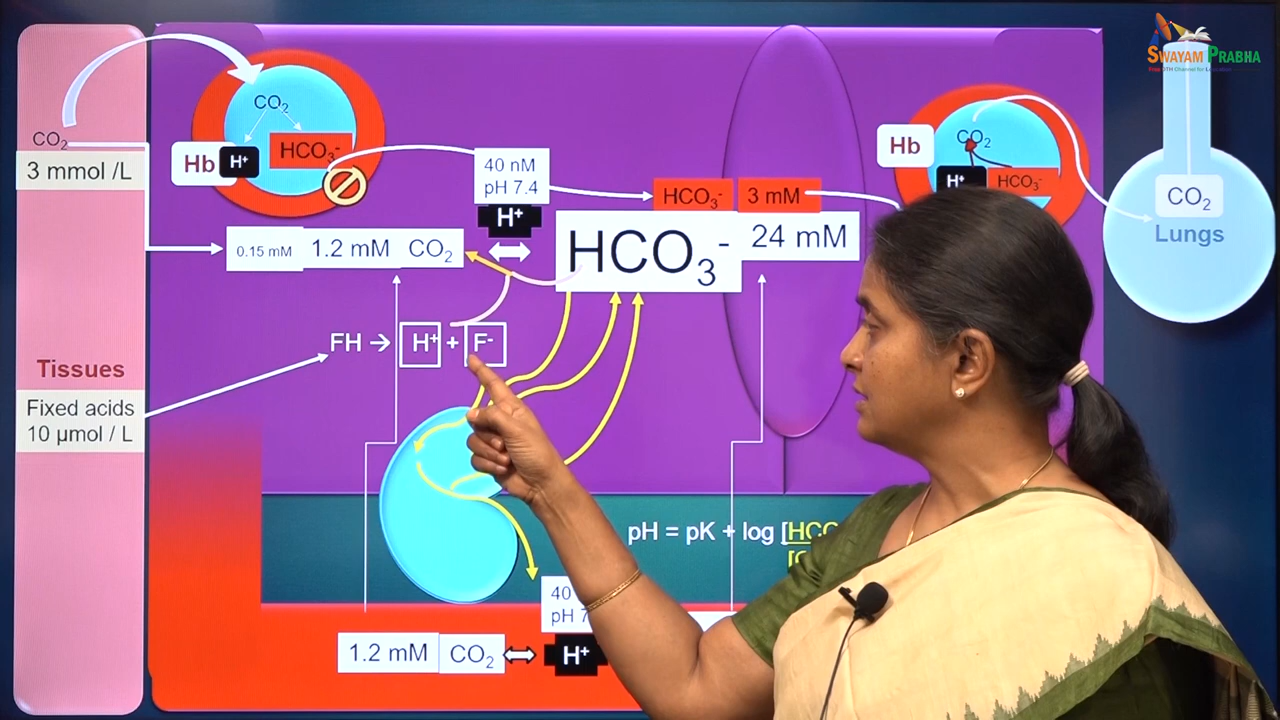 SWAYAM PRABHA
CO2
3 mmol /L
CO2
Hb
H+
HCO3-
40 nM
pH 7.4
H+
HCO3-
3 mM
0.15 mM
1.2 mM
CO2
HCO3-
24 mM
Hb
CO2
H+
HCO3-
CO2
Lungs
FH → H+ + F-
Tissues
Fixed acids
10 µmol / L
pH = pK + log [HCO
[C
40
pH 7
1.2 mM
CO2
H+